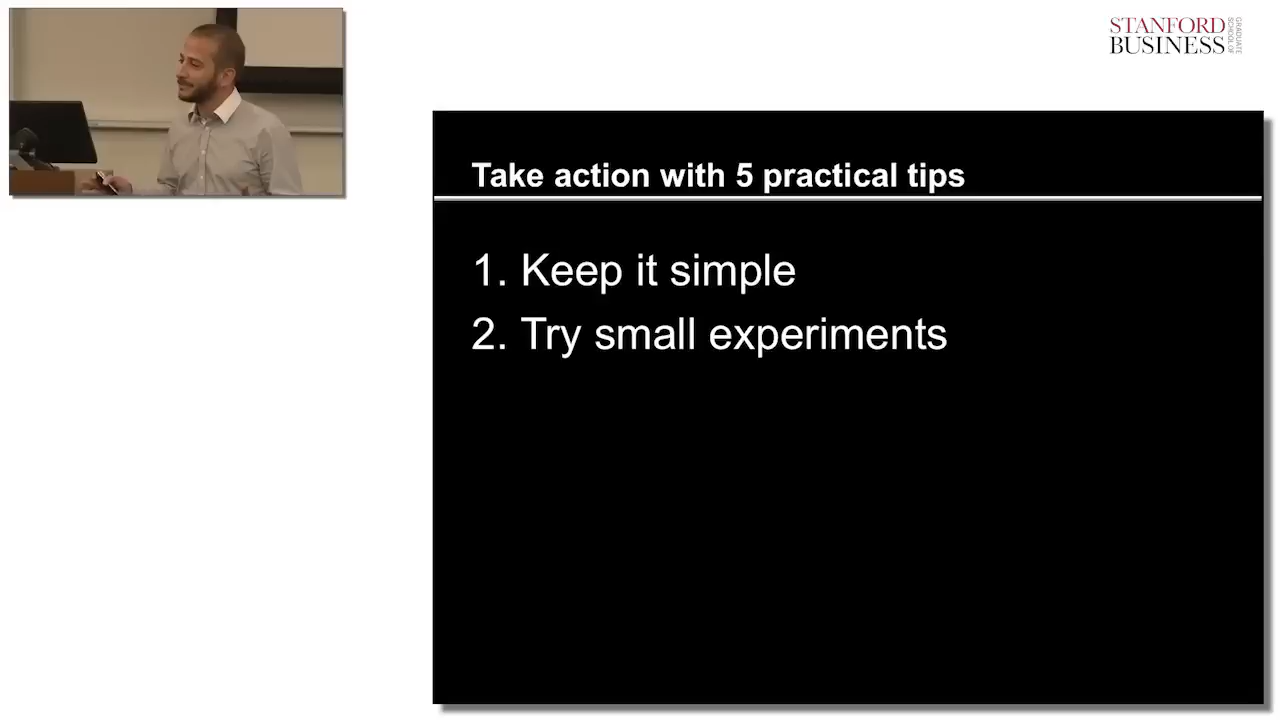 STANFORD
BUSINESS
GRADUATE
SCHOOL OF
Take action with 5 practical tips
1. Keep it simple
2. Try small experiments